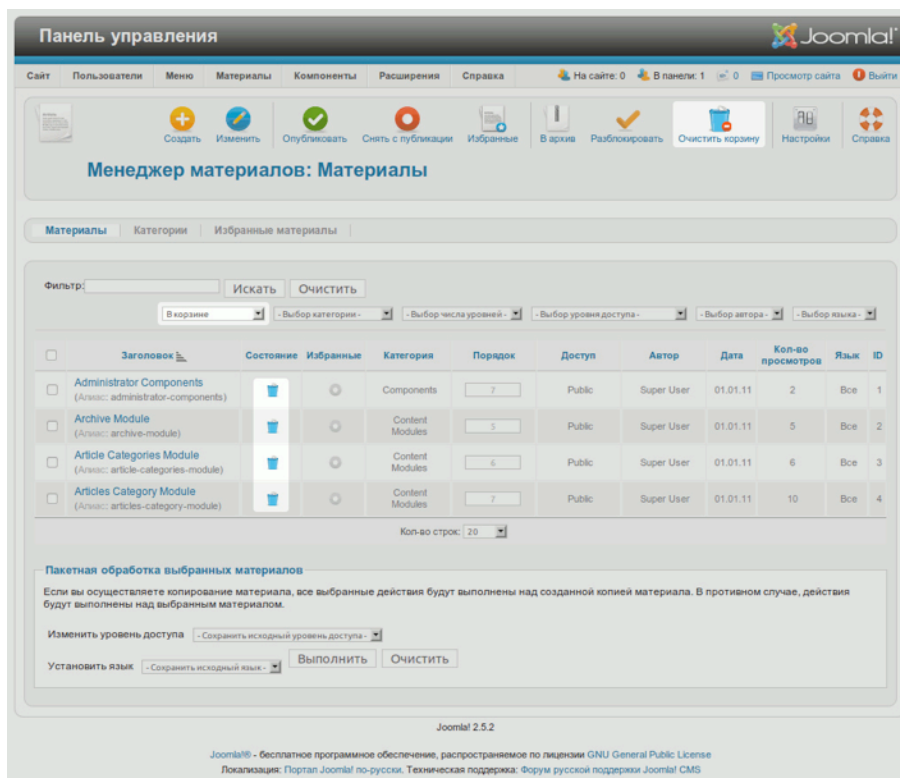 Панель управления
Joomla!
Сайт Пользователи Меню Материалы Компоненты Расширения Справка На сайте: 0 В панели: 1 0 Просмотр сайта Выйти
Создать Изменить Опубликовать Снять с публикации Избранные В архив Разблокировать Очистить корзину Настройки Справка
Менеджер материалов: Материалы
Материалы Категории Избранные материалы
Фильтр: Искать Очистить
В корзине - Выбор категории - - Выбор числа уровней - - Выбор уровня доступа - - Выбор автора - - Выбор языка -
Заголовок Состояние Избранные Категория Порядок Доступ Автор Дата Кол-во просмотров Язык ID
Administrator Components
(Алиас: administrator-components) Components 7 Public Super User 01.01.11 2 Все 1
Archive Module
(Алиас: archive-module) Content Modules 5 Public Super User 01.01.11 5 Все 2
Article Categories Module
(Алиас: article-categories-module) Content Modules 6 Public Super User 01.01.11 6 Все 3
Articles Category Module
(Алиас: articles-category-module) Content Modules 7 Public Super User 01.01.11 10 Все 4
Кол-во строк: 20
Пакетная обработка выбранных материалов
Если вы осуществляете копирование материала, все выбранные действия будут выполнены над созданной копией материала. В противном случае, действия
будут выполнены над выбранным материалом.
Изменить уровень доступа - Сохранить исходный уровень доступа -
Установить язык - Сохранить исходный язык - Выполнить Очистить
Joomla! 2.5.2
Joomla!® - бесплатное программное обеспечение, распространяемое по лицензии GNU General Public License
Локализация: Портал Joomla! по-русски. Техническая поддержка: Форум русской поддержки Joomla! CMS